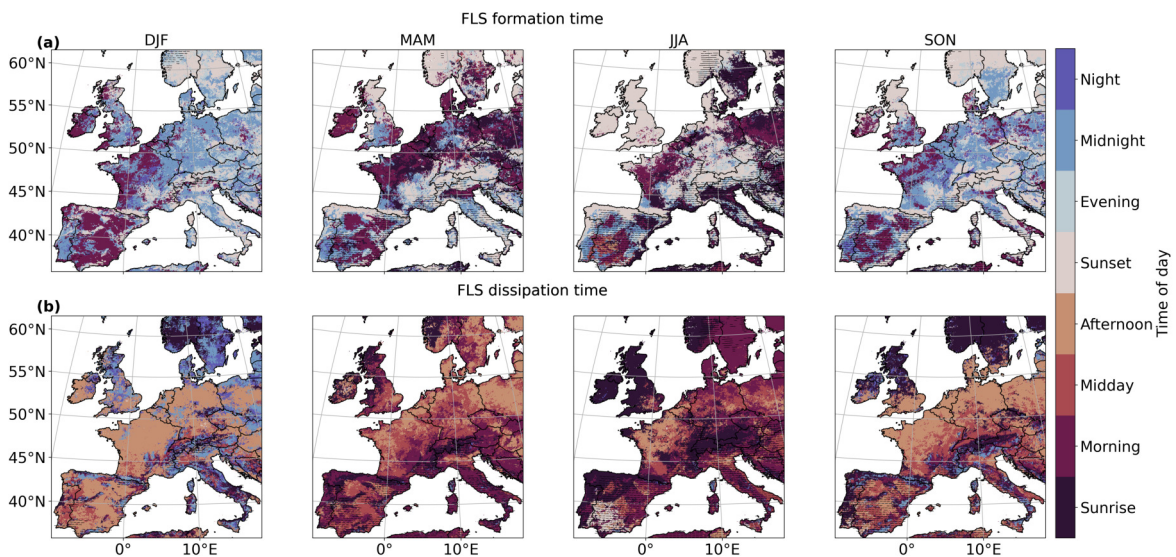 FLS formation time
(a)
DJF MAM JJA SON
60°N
55°N
50°N
45°N
40°N
FLS dissipation time
(b)
60°N
55°N
50°N
45°N
40°N
0° 10°E 0° 10°E 0° 10°E 0° 10°E
Night
Midnight
Evening
Sunset
Afternoon
Midday
Morning
Sunrise
Time of day